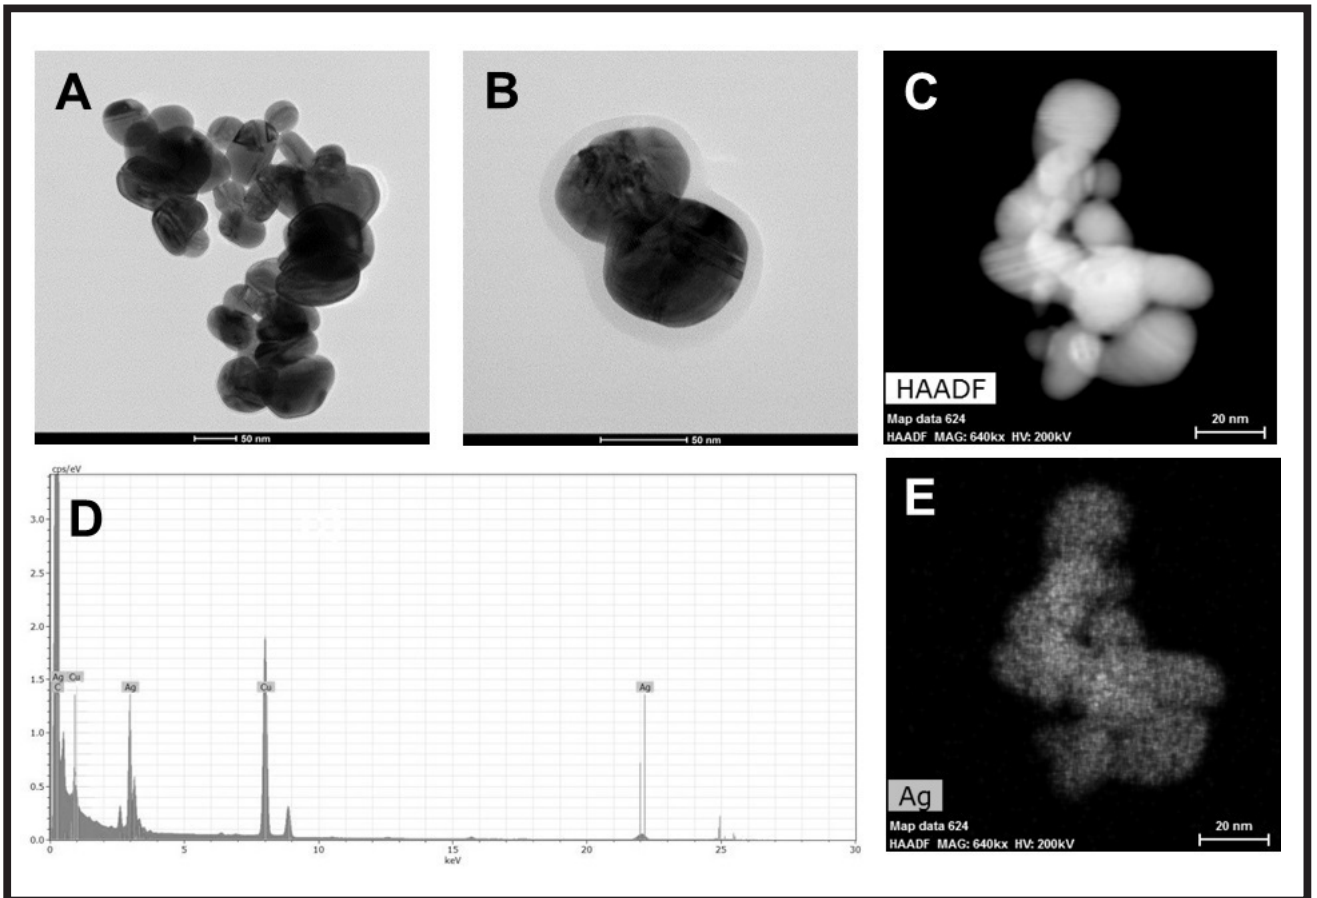 A
B
C
50 nm
50 nm
HAADF
Map data 624
HAADF MAG: 640kx HV: 200kV
20 nm
cps/eV
D
3.0
2.5
2.0
1.5
1.0
0.5
0.0
Ag Cu
C
Ag
Cu
Ag
0
5
10
15
20
25
30
keV
E
Ag
Map data 624
HAADF MAG: 640kx HV: 200kV
20 nm